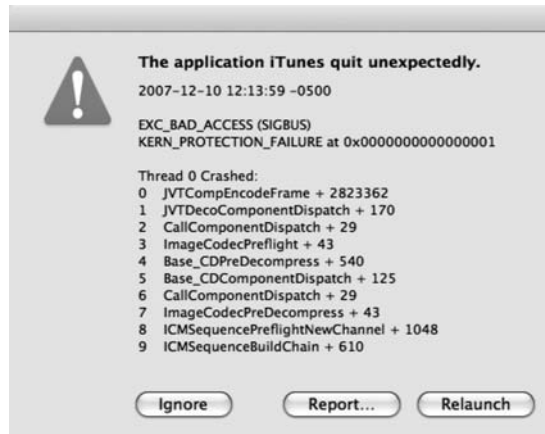 The application iTunes quit unexpectedly.
2007-12-10 12:13:59 -0500
EXC_BAD_ACCESS (SIGBUS)
KERN_PROTECTION_FAILURE at 0x0000000000000001
Thread 0 Crashed:
0 JVTCompEncodeFrame + 2823362
1 JVTDecoComponentDispatch + 170
2 CallComponentDispatch + 29
3 ImageCodecPreflight + 43
4 Base_CDPreDecompress + 540
5 Base_CDComponentDispatch + 125
6 CallComponentDispatch + 29
7 ImageCodecPreDecompress + 43
8 ICMSequencePreflightNewChannel + 1048
9 ICMSequenceBuildChain + 610
Ignore Report... Relaunch